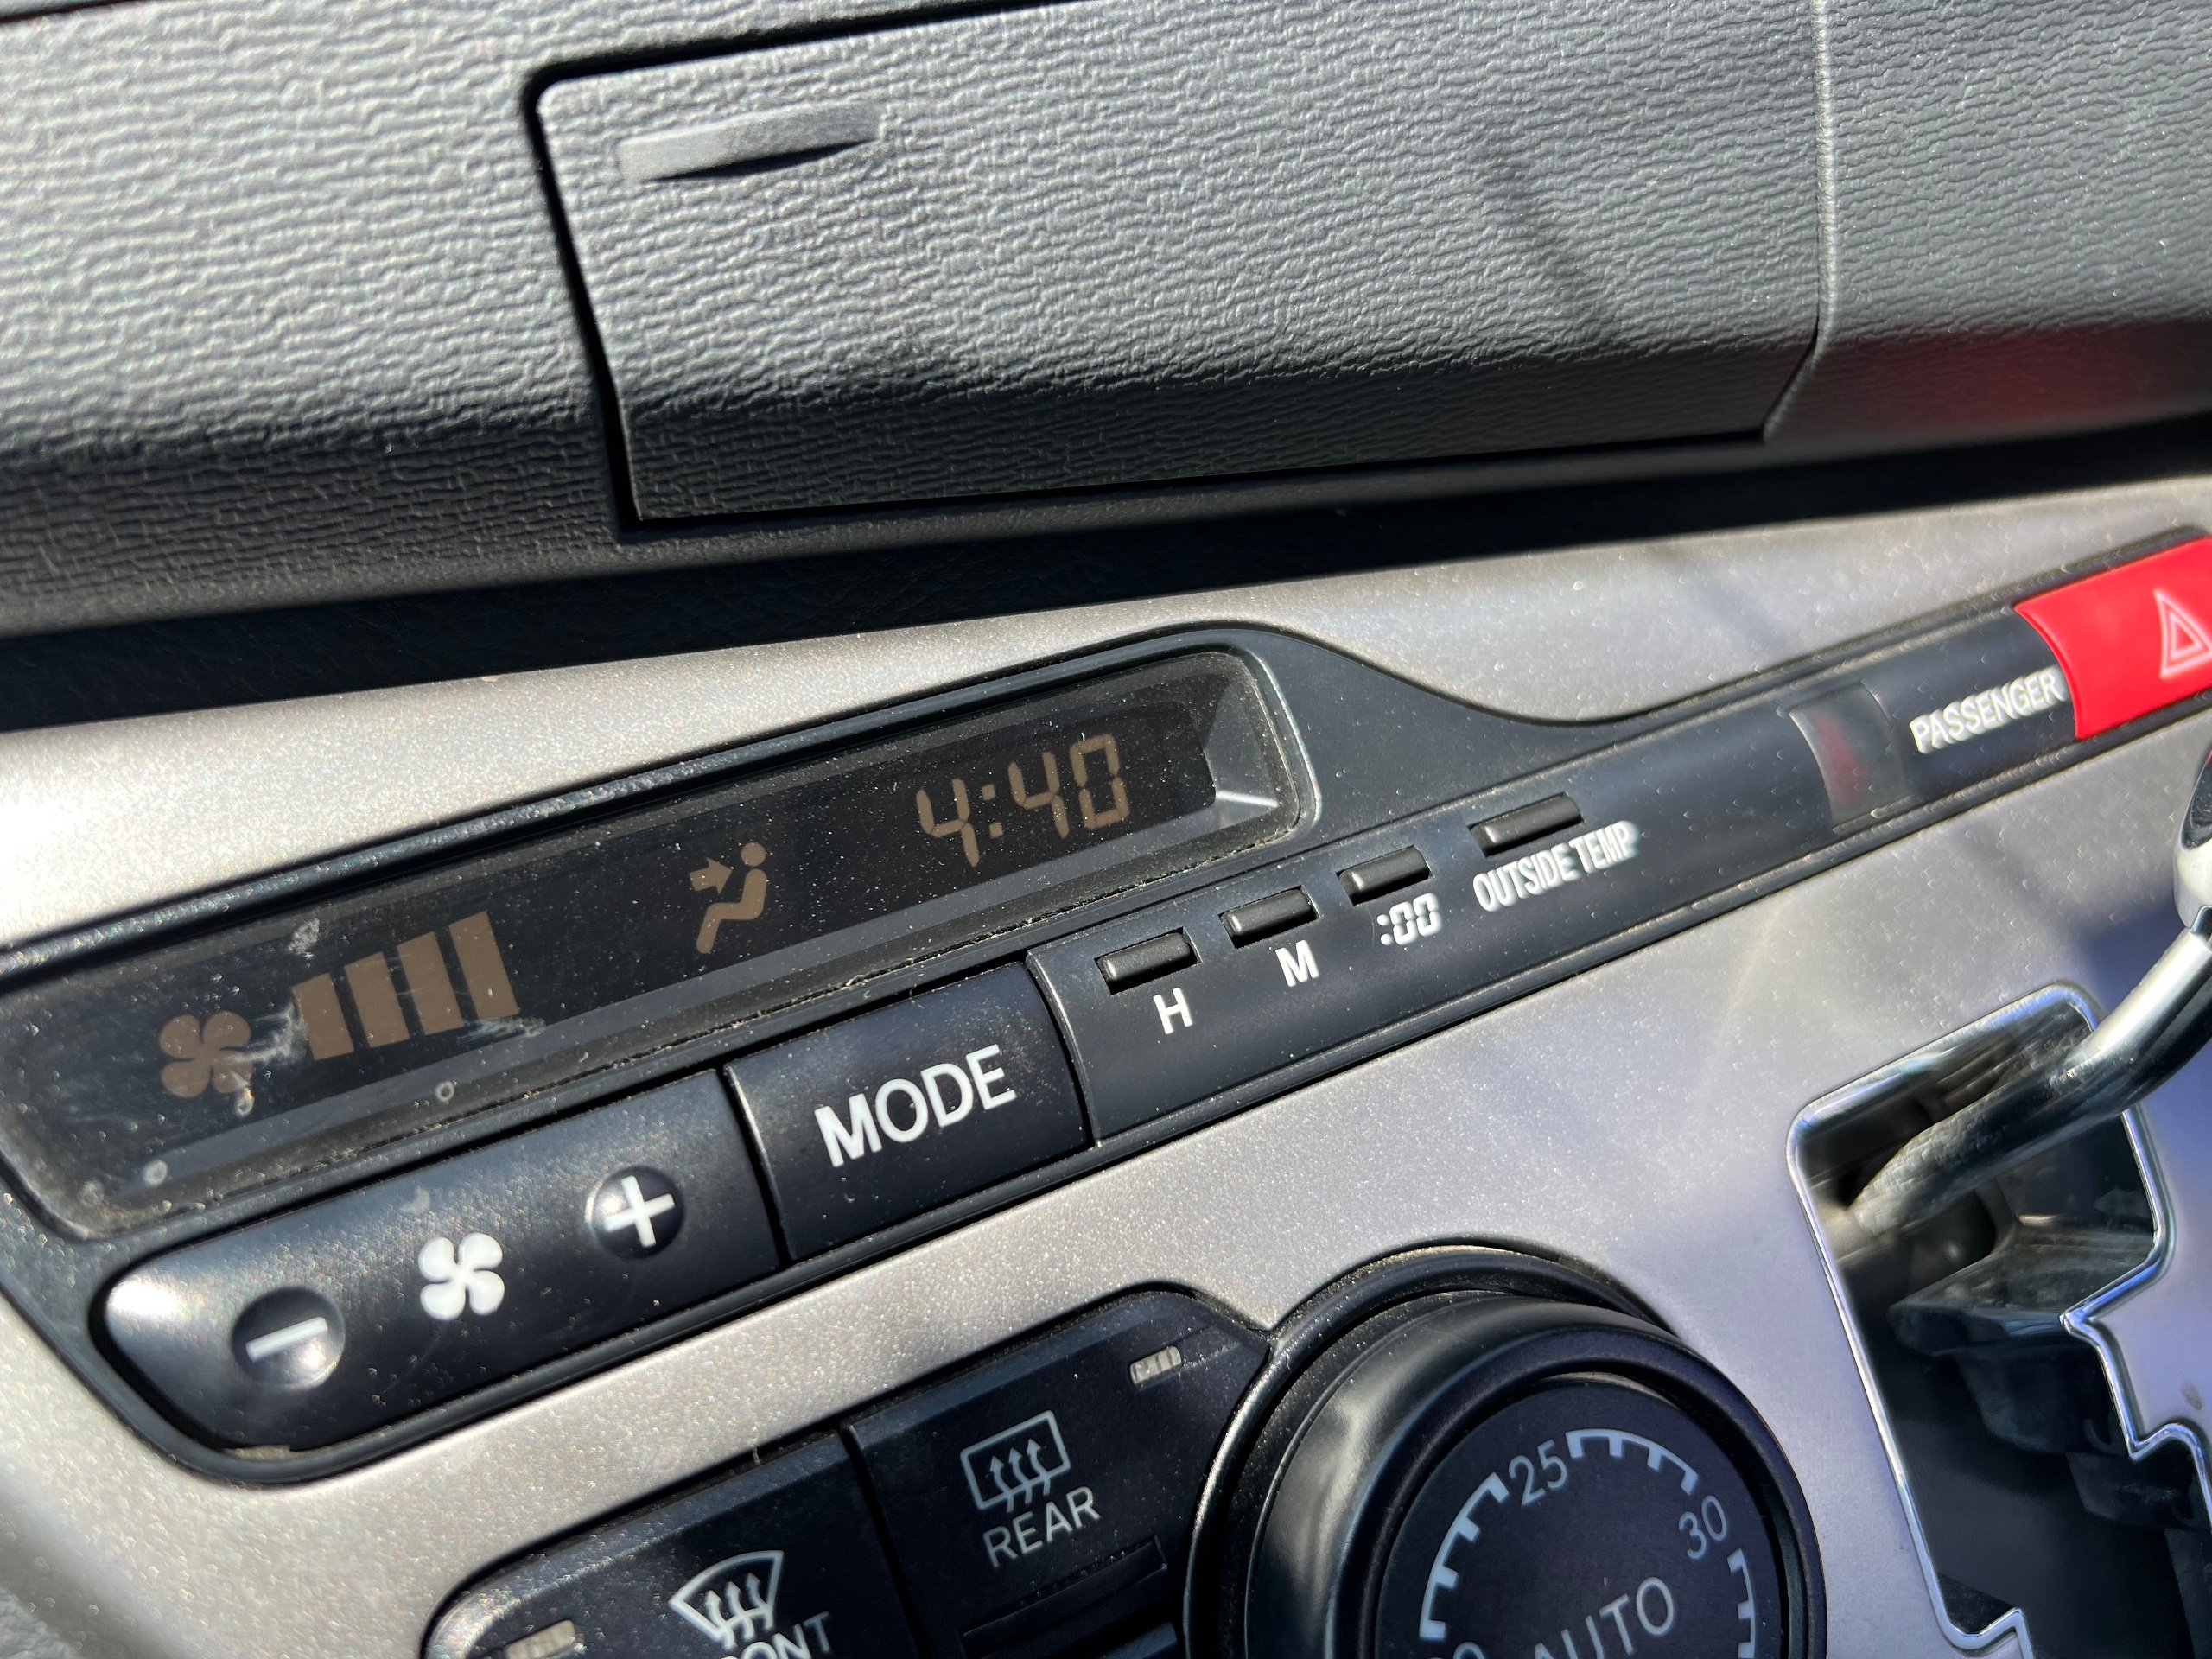 4:40
PASSENGER
OUTSIDE TEMP
:00
M
H
MODE
REAR
25
30
AUTO